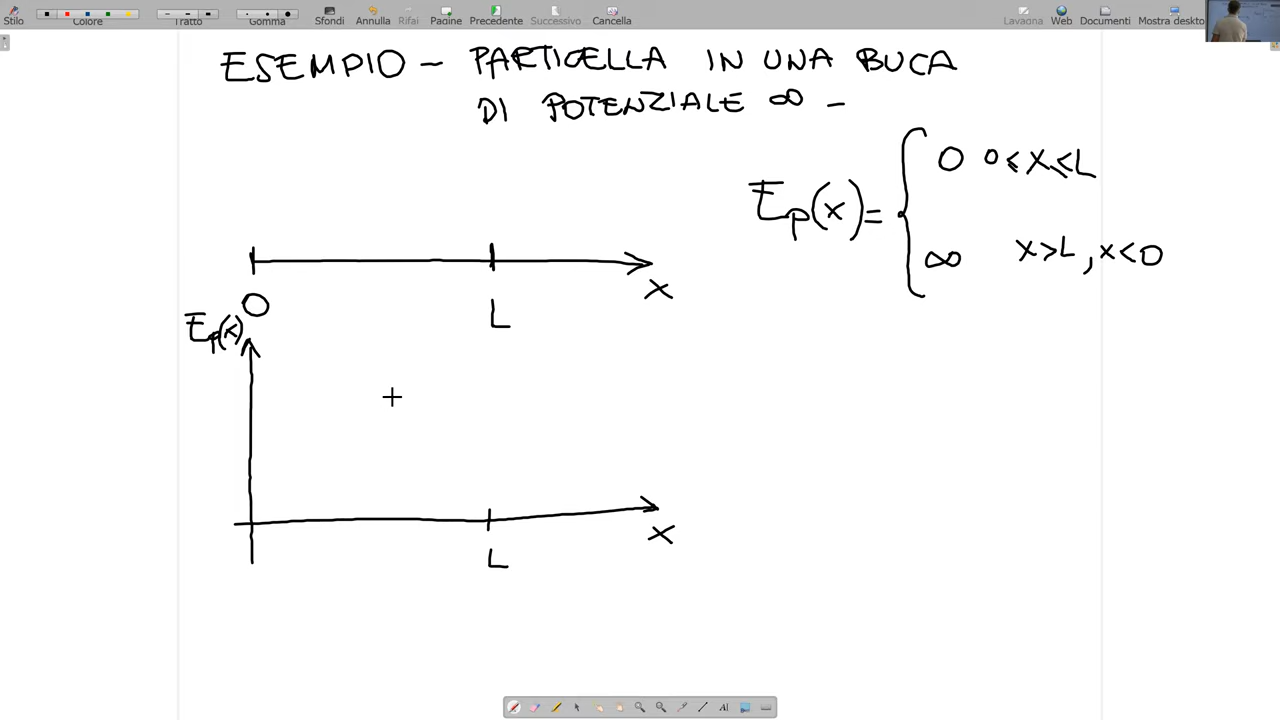 Stilo Colore Tratto Gomma Sfondi Annulla Rifai Pagine Precedente Successivo Cancella Lavagna Web Documenti Mostra deskto
ESEMPIO – PARTICELLA IN UNA BUCA
DI POTENZIALE ∞ –
0 0≤x≤L
Ep(x)=
∞ x>L, x<0
0 L x
Ep(x)
L x